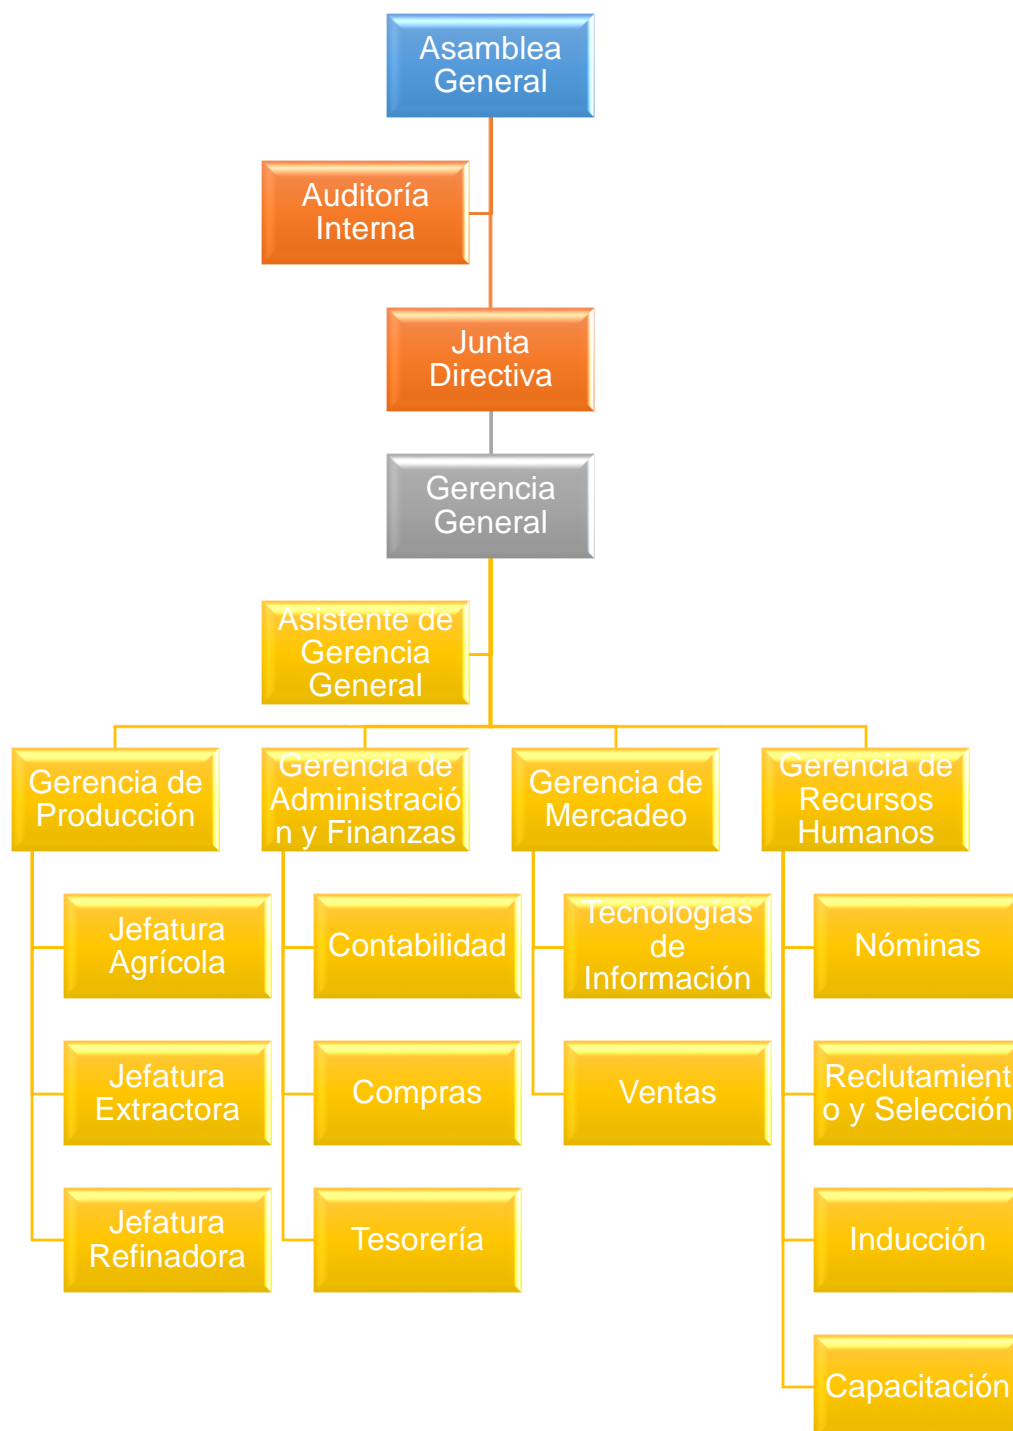 Asamblea
General
Auditoría
Interna
Junta
Directiva
Gerencia
General
Asistente de
Gerencia
General
Gerencia de
Producción
Gerencia de
Administració
n y Finanzas
Gerencia de
Mercadeo
Gerencia de
Recursos
Humanos
Jefatura
Agrícola
Jefatura
Extractora
Jefatura
Refinadora
Contabilidad
Compras
Tesorería
Tecnologías
de
Información
Ventas
Nóminas
Reclutamient
o y Selección
Inducción
Capacitación